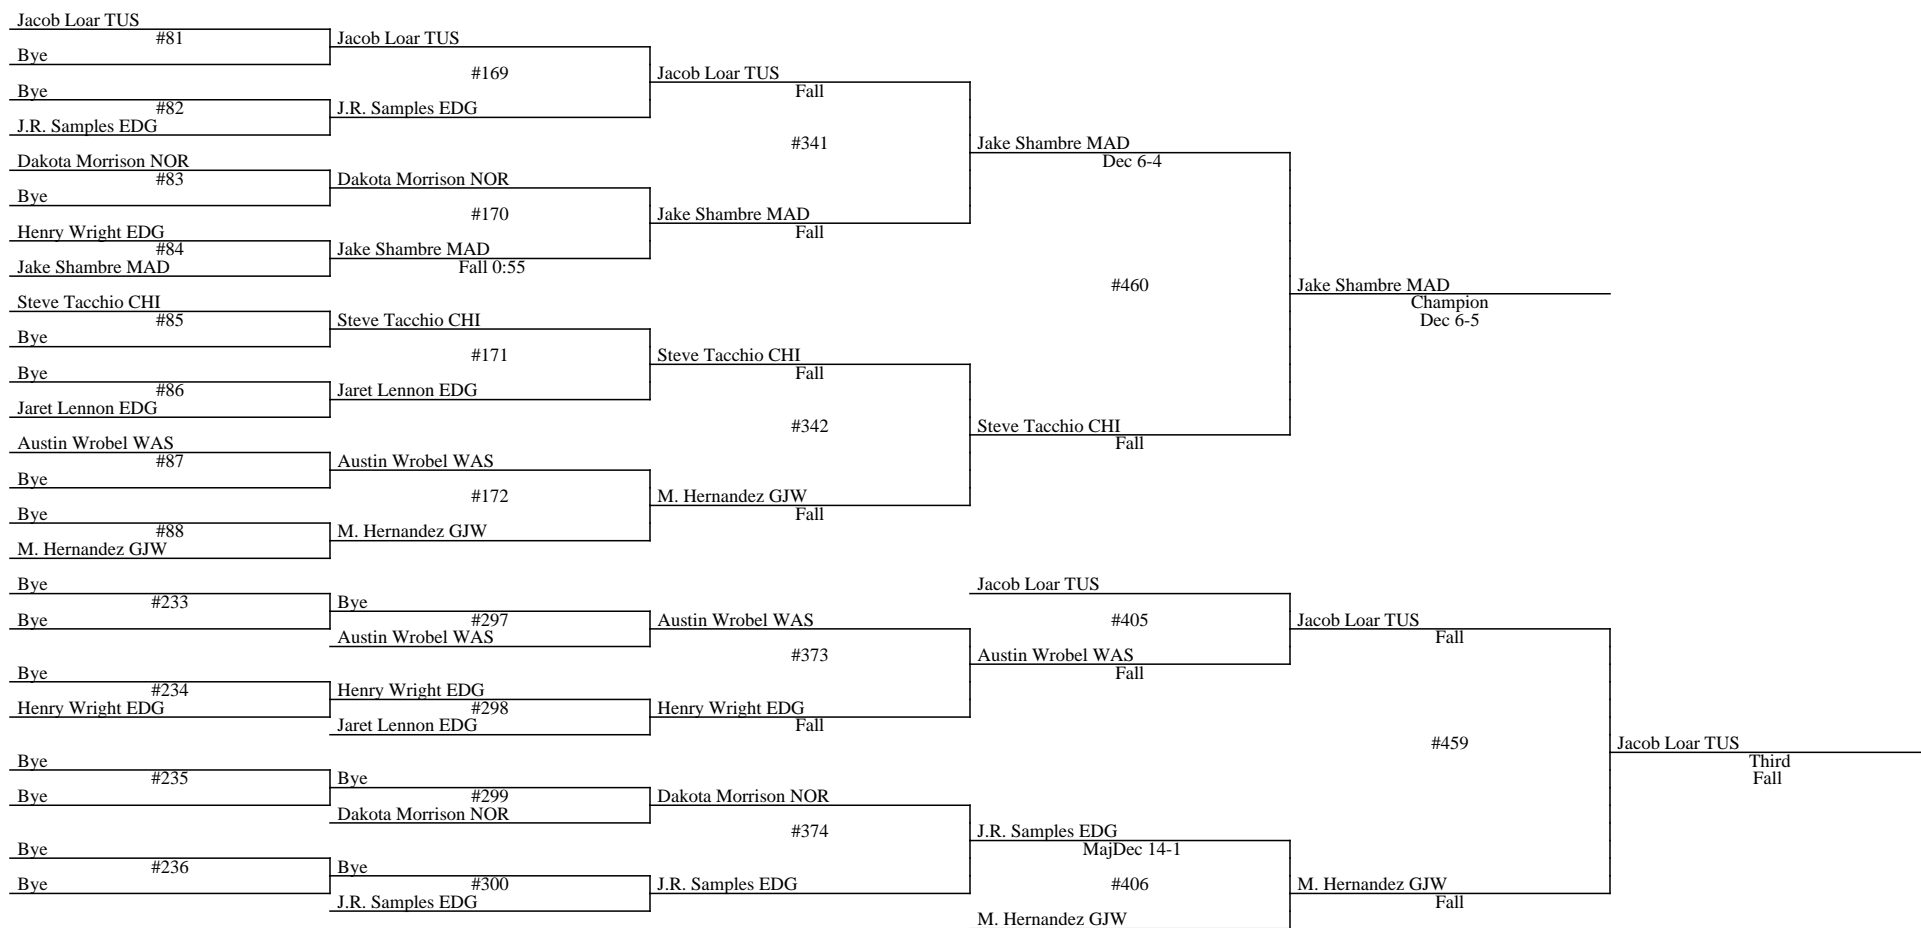 Jacob Loar TUS
#81
Bye
Bye
#82
J.R. Samples EDG
Dakota Morrison NOR
#83
Bye
Henry Wright EDG
#84
Jake Shambre MAD
Steve Tacchio CHI
#85
Bye
Bye
#86
Jaret Lennon EDG
Austin Wrobel WAS
#87
Bye
Bye
#88
M. Hernandez GJW
Jacob Loar TUS
#169
J.R. Samples EDG
Dakota Morrison NOR
#170
Jake Shambre MAD
Fall 0:55
Steve Tacchio CHI
#171
Jaret Lennon EDG
Austin Wrobel WAS
#172
M. Hernandez GJW
Jacob Loar TUS
Fall
#341
Jake Shambre MAD
Fall
Steve Tacchio CHI
Fall
#342
M. Hernandez GJW
Fall
Jake Shambre MAD
Dec 6-4
#460
Steve Tacchio CHI
Fall
Jake Shambre MAD
Champion
Dec 6-5
Bye
#233
Bye
Bye
#234
Henry Wright EDG
Bye
#235
Bye
Bye
#236
Bye
Bye
#297
Austin Wrobel WAS
Henry Wright EDG
#298
Jaret Lennon EDG
Bye
#299
Dakota Morrison NOR
Bye
#300
J.R. Samples EDG
Austin Wrobel WAS
#373
Henry Wright EDG
Fall
Dakota Morrison NOR
#374
J.R. Samples EDG
Jacob Loar TUS
#405
Austin Wrobel WAS
Fall
J.R. Samples EDG
MajDec 14-1
#406
M. Hernandez GJW
Jacob Loar TUS
Fall
#459
M. Hernandez GJW
Fall
Jacob Loar TUS
Third
Fall